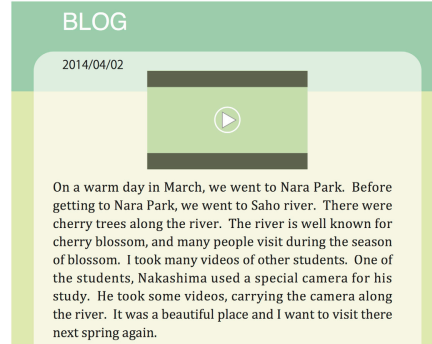 BLOG
2014/04/02
On a warm day in March, we went to Nara Park. Before
getting to Nara Park, we went to Saho river. There were
cherry trees along the river. The river is well known for
cherry blossom, and many people visit during the season
of blossom. I took many videos of other students. One of
the students, Nakashima used a special camera for his
study. He took some videos, carrying the camera along
the river. It was a beautiful place and I want to visit there
next spring again.